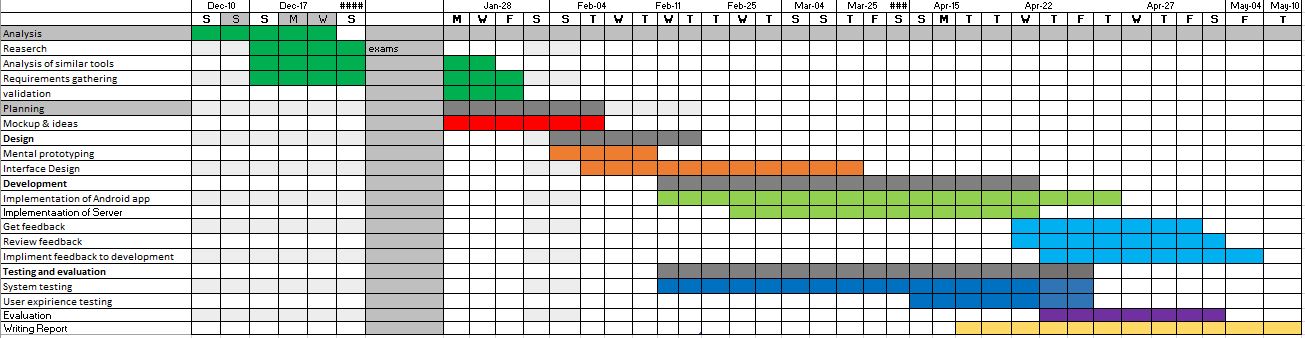 Dec-10 Dec-17 #### Jan-28 Feb-04 Feb-11 Feb-25 Mar-04 Mar-25 ### Apr-15 Apr-22 Apr-27 May-04 May-10
S S S M W S M W F S S T W T W T T W T S S T F S S M T T W T F T W T F S F T
Analysis
Reaserch exams
Analysis of similar tools
Requirements gathering
validation
Planning
Mockup & ideas
Design
Mental prototyping
Interface Design
Development
Implementation of Android app
Implementaation of Server
Get feedback
Review feedback
Impliment feedback to development
Testing and evaluation
System testing
User expirience testing
Evaluation
Writing Report